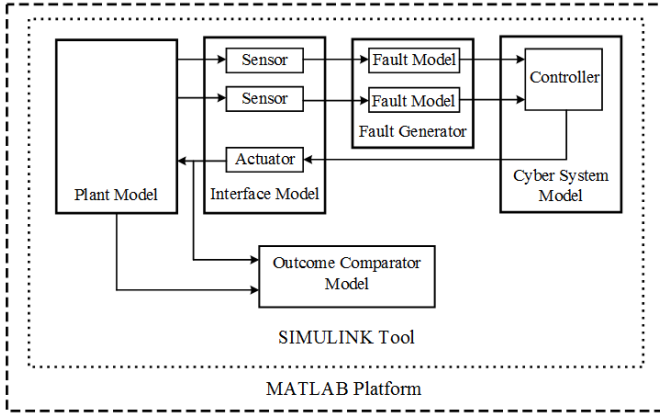 Sensor
Fault Model
Controller
Sensor
Fault Model
Fault Generator
Actuator
Plant Model
Interface Model
Cyber System
Model
Outcome Comparator
Model
SIMULINK Tool
MATLAB Platform